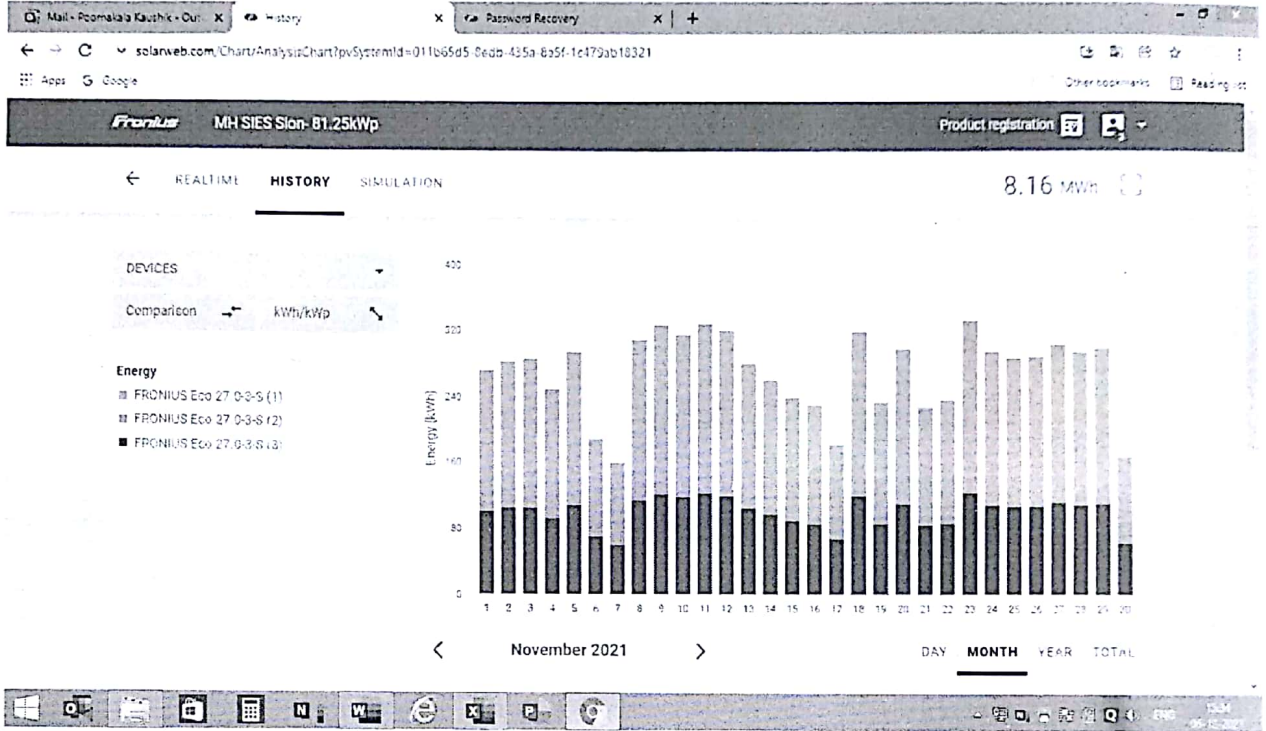 Mail - Poornakala Kaushik - Out
History
Password Recovery
solarweb.com/Chart/AnalysisChart?pvSystemId=011b65d5-8edb-435a-8a5f-1c479ab18321
Apps
Google
Other bookmarks
Reading list
Fronius
MH SIES Sion- 81.25kWp
Product registration
REALTIME
HISTORY
SIMULATION
8.16 MWh
DEVICES
Comparison
kWh/kWp
Energy
FRONIUS Eco 27.0-3-S (1)
FRONIUS Eco 27.0-3-S (2)
FRONIUS Eco 27.0-3-S (3)
Energy (kWh)
400
320
240
160
80
0
1 2 3 4 5 6 7 8 9 10 11 12 13 14 15 16 17 18 19 20 21 22 23 24 25 26 27 28 29 30
November 2021
DAY
MONTH
YEAR
TOTAL
ENG